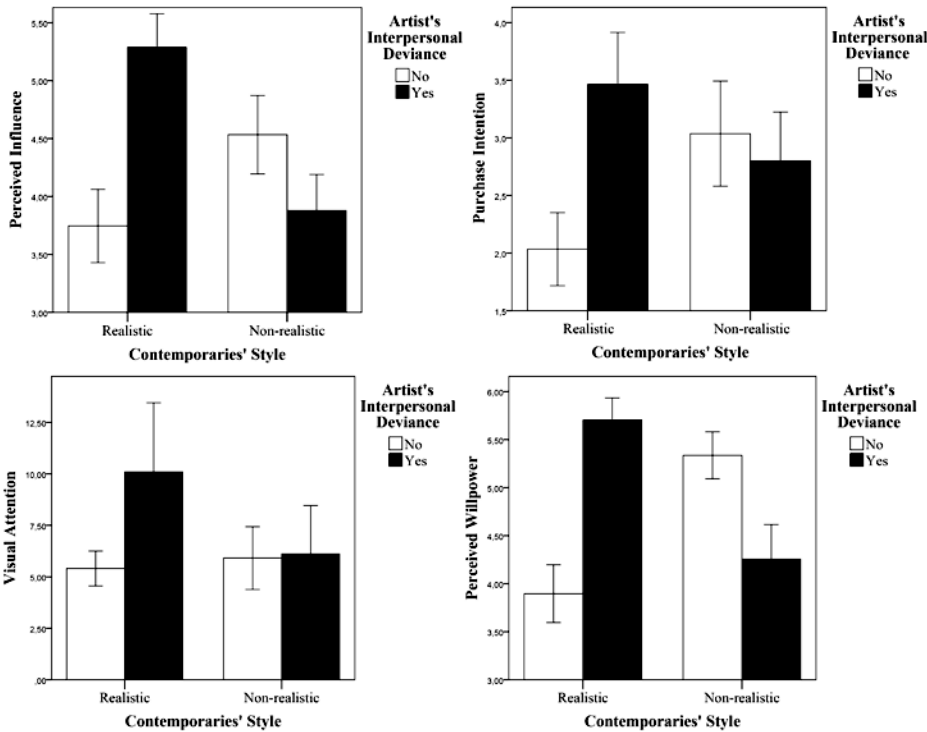 5,50
5,00
4,50
4,00
3,50
3,00
Perceived Influence
Realistic
Non-realistic
Contemporaries' Style
Artist's
Interpersonal
Deviance
No
Yes
4,0
3,5
3,0
2,5
2,0
1,5
Purchase Intention
Realistic
Non-realistic
Contemporaries' Style
Artist's
Interpersonal
Deviance
No
Yes
12,50
10,00
7,50
5,00
2,50
,00
Visual Attention
Realistic
Non-realistic
Contemporaries' Style
Artist's
Interpersonal
Deviance
No
Yes
6,00
5,50
5,00
4,50
4,00
3,50
3,00
Perceived Willpower
Realistic
Non-realistic
Contemporaries' Style
Artist's
Interpersonal
Deviance
No
Yes